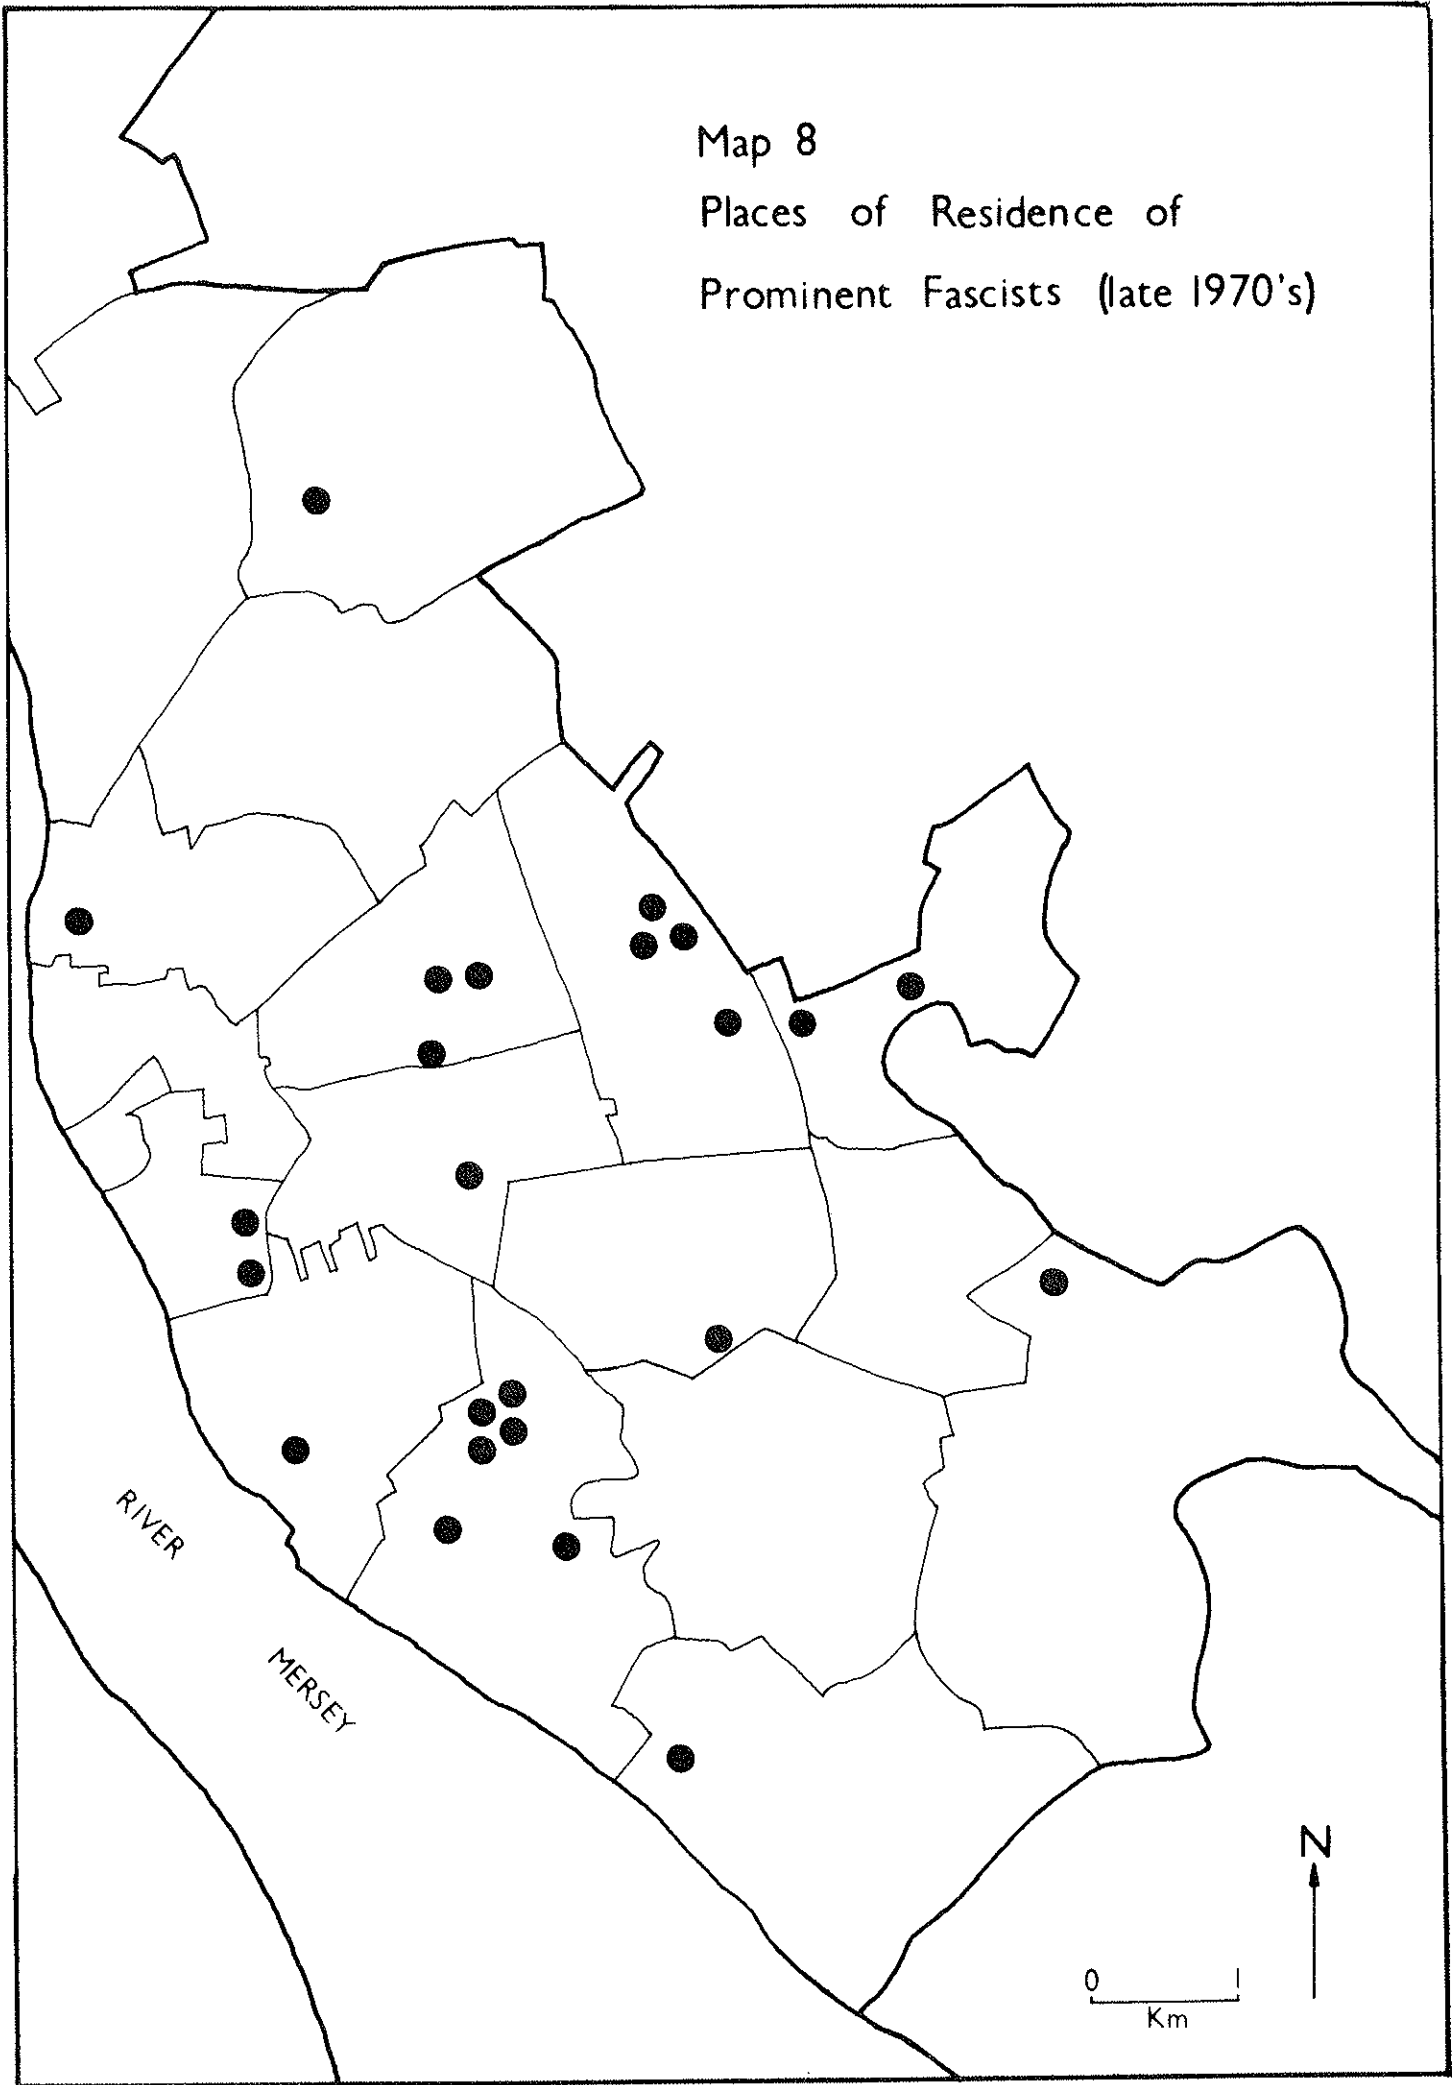 Map 8
Places of Residence of
Prominent Fascists (late 1970's)
RIVER
MERSEY
N
0 1
Km